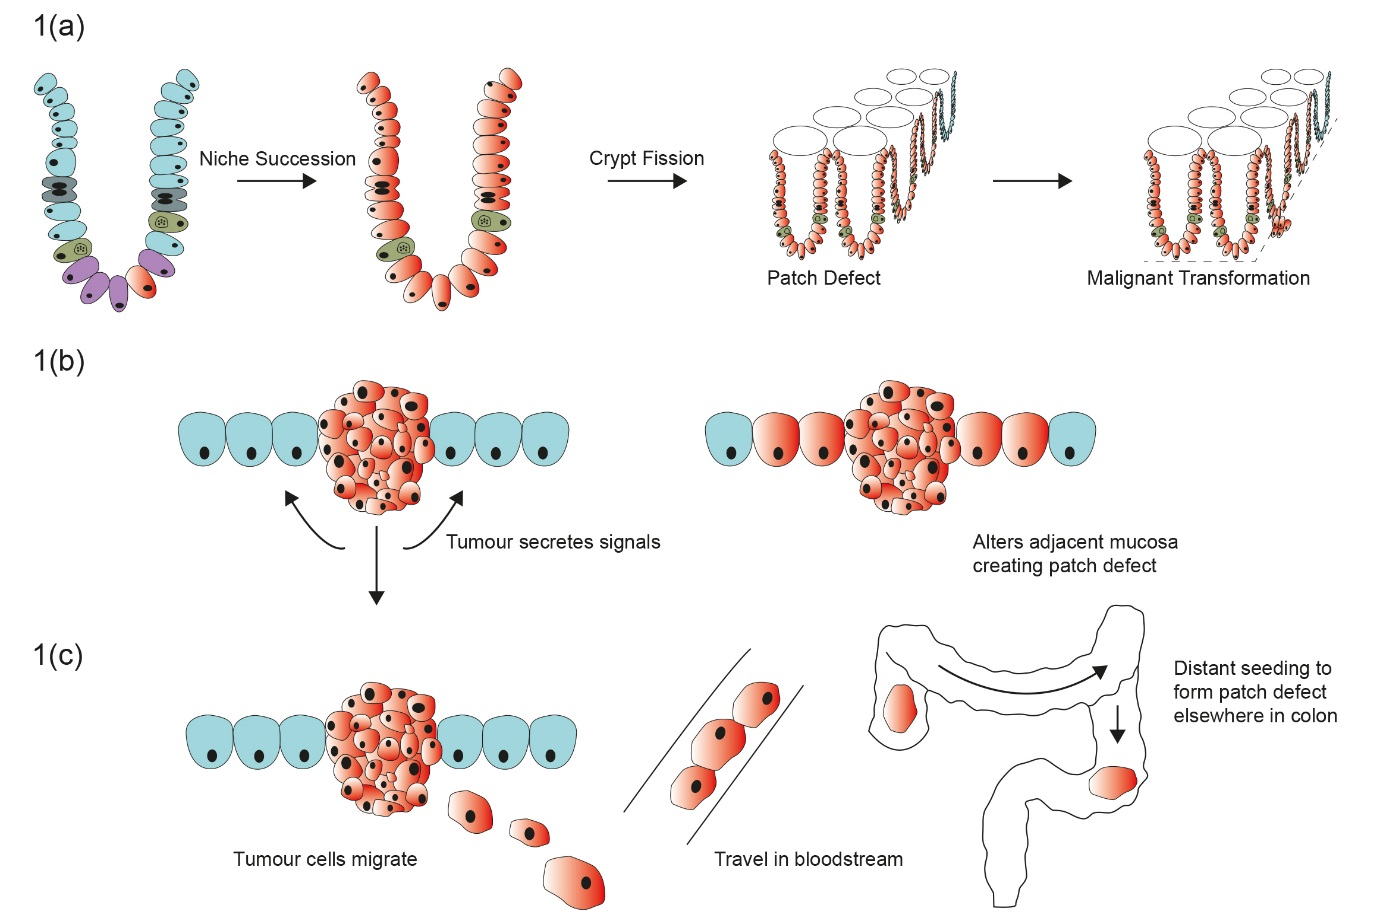 1(a)
Niche Succession
Crypt Fission
Patch Defect
Malignant Transformation
1(b)
Tumour secretes signals
Alters adjacent mucosa
creating patch defect
1(c)
Distant seeding to
form patch defect
elsewhere in colon
Tumour cells migrate
Travel in bloodstream